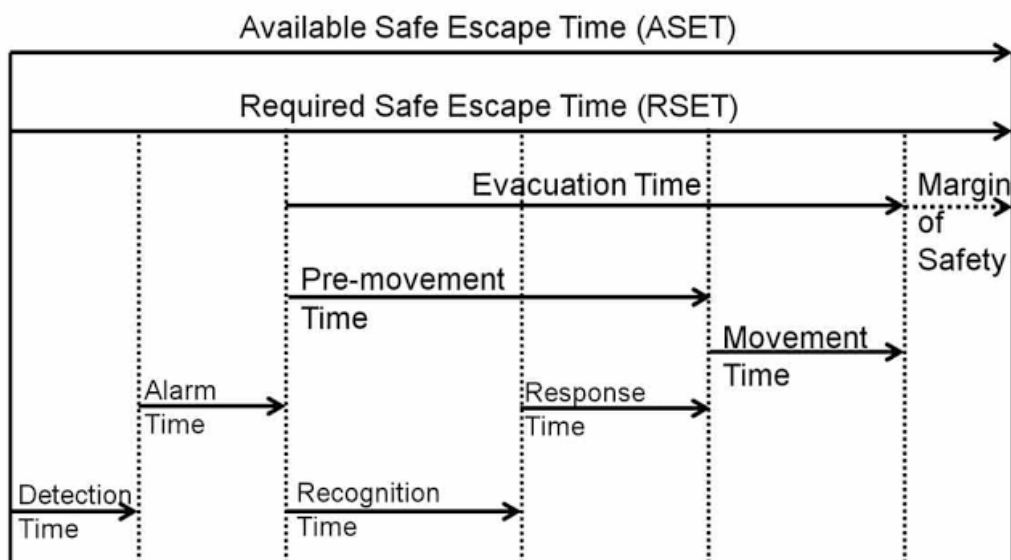 Available Safe Escape Time (ASET)
Required Safe Escape Time (RSET)
Evacuation Time
Margin
of
Safety
Pre-movement
Time
Movement
Time
Alarm
Time
Response
Time
Detection
Time
Recognition
Time